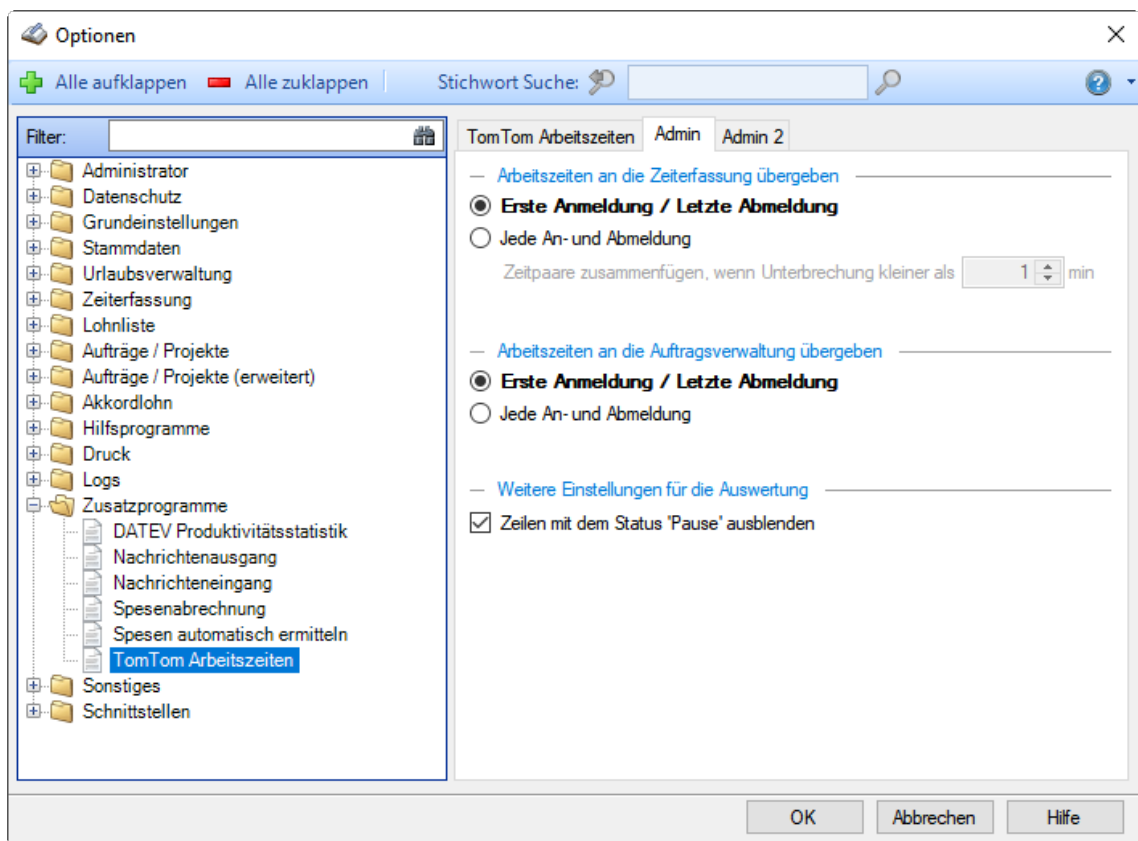 Optionen
Alle aufklappen Alle zuklappen Stichwort Suche:
Filter:
Administrator
Datenschutz
Grundeinstellungen
Stammdaten
Urlaubsverwaltung
Zeiterfassung
Lohnliste
Aufträge / Projekte
Aufträge / Projekte (erweitert)
Akkordlohn
Hilfsprogramme
Druck
Logs
Zusatzprogramme
DATEV Produktivitätsstatistik
Nachrichtenausgang
Nachrichteneingang
Spesenabrechnung
Spesen automatisch ermitteln
TomTom Arbeitszeiten
Sonstiges
Schnittstellen
TomTom Arbeitszeiten Admin Admin 2
Arbeitszeiten an die Zeiterfassung übergeben
Erste Anmeldung / Letzte Abmeldung
Jede An- und Abmeldung
Zeitpaare zusammenfügen, wenn Unterbrechung kleiner als 1 min
Arbeitszeiten an die Auftragsverwaltung übergeben
Erste Anmeldung / Letzte Abmeldung
Jede An- und Abmeldung
Weitere Einstellungen für die Auswertung
Zeilen mit dem Status "Pause" ausblenden
OK Abbrechen Hilfe